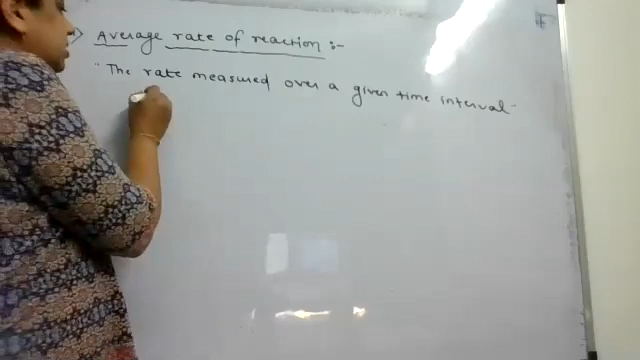 Average rate of reaction :-
" The rate measured over a given time interval